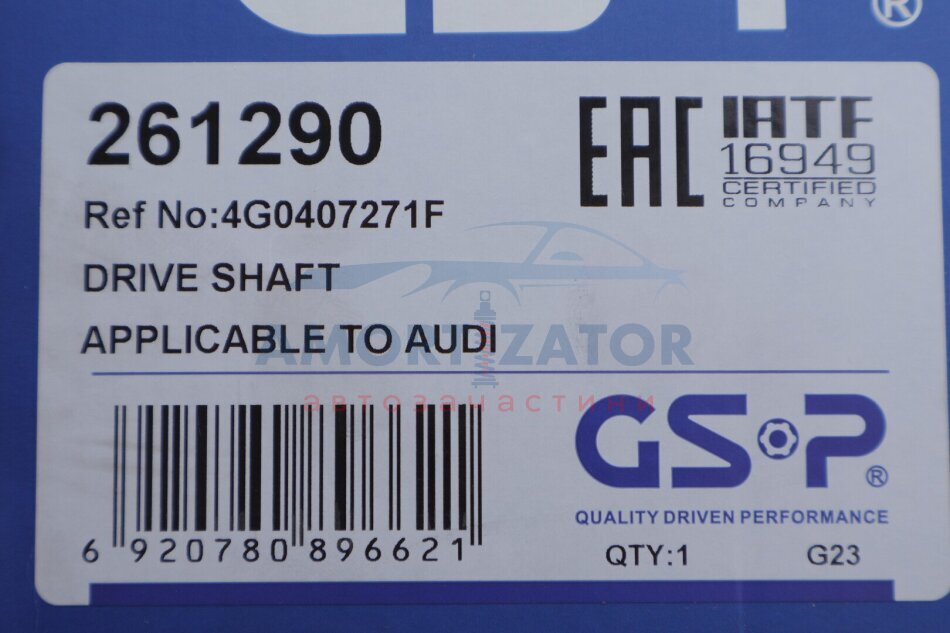 ®
261290
EAC
IATF
16949
CERTIFIED
COMPANY
Ref No:4G0407271F
DRIVE SHAFT
APPLICABLE TO AUDI
AMORTIZATOR
автозапчастини
GSP®
QUALITY DRIVEN PERFORMANCE
6 920780 896621
QTY:1 G23